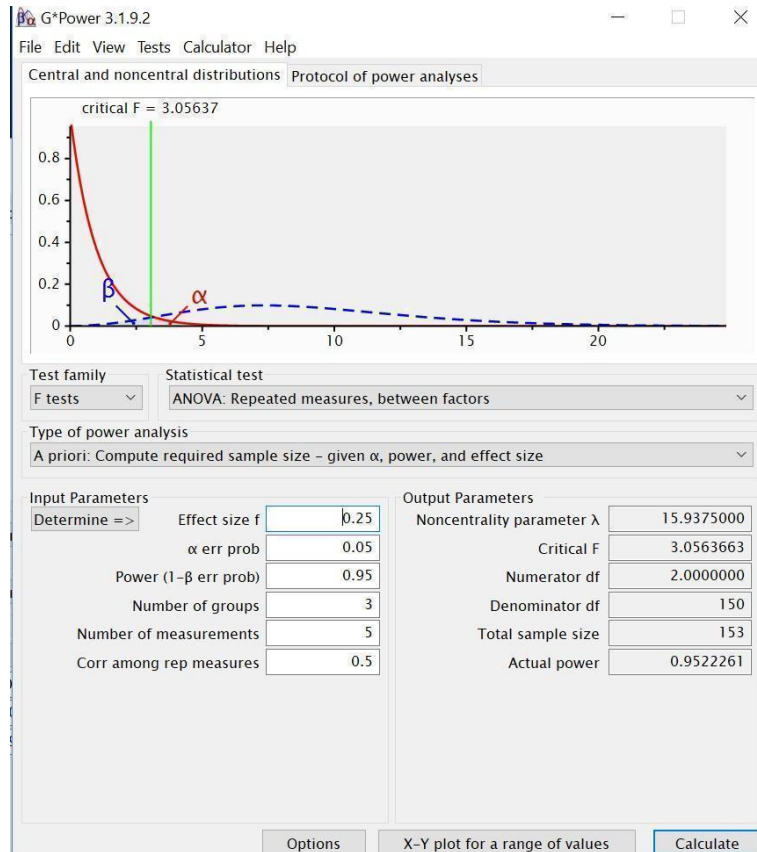 G*Power 3.1.9.2
File Edit View Tests Calculator Help
Central and noncentral distributions Protocol of power analyses
critical F = 3.05637
0.8
0.6
0.4
0.2
0
β
α
0 5 10 15 20
Test family Statistical test
F tests ANOVA: Repeated measures, between factors
Type of power analysis
A priori: Compute required sample size – given α, power, and effect size
Input Parameters Output Parameters
Determine => Effect size f 0.25 Noncentrality parameter λ 15.9375000
α err prob 0.05 Critical F 3.0563663
Power (1-β err prob) 0.95 Numerator df 2.0000000
Number of groups 3 Denominator df 150
Number of measurements 5 Total sample size 153
Corr among rep measures 0.5 Actual power 0.9522261
Options X-Y plot for a range of values Calculate